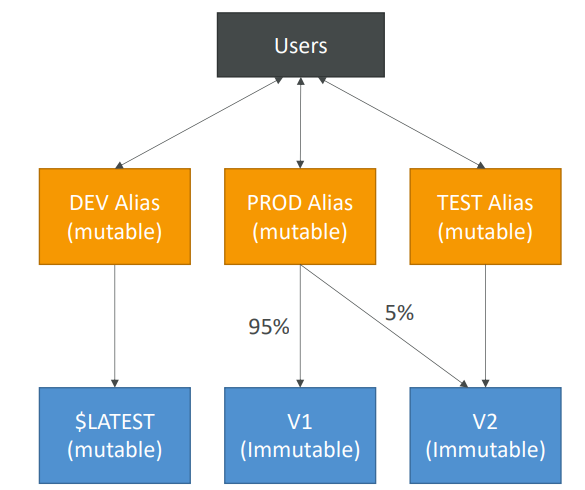 Users
DEV Alias
(mutable)
PROD Alias
(mutable)
TEST Alias
(mutable)
95%
5%
$LATEST
(mutable)
V1
(Immutable)
V2
(Immutable)